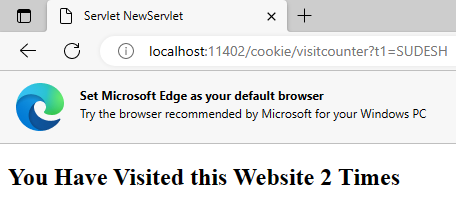 Servlet NewServlet
localhost:11402/cookie/visitcounter?t1=SUDESH
Set Microsoft Edge as your default browser
Try the browser recommended by Microsoft for your Windows PC
You Have Visited this Website 2 Times